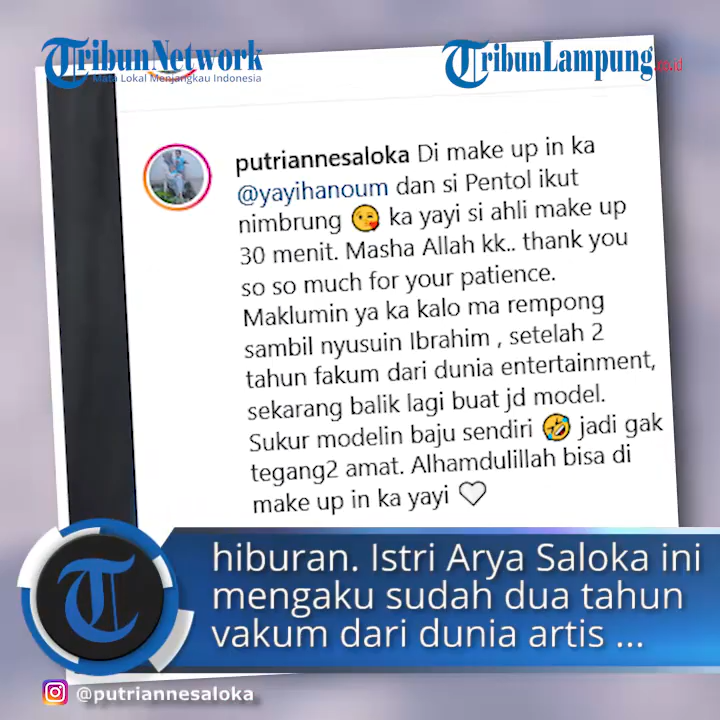 Tribun Network
Mata Lokal Menjangkau Indonesia
TribunLampung.co.id
putriannesaloka Di make up in ka
@yayihanoum dan si Pentol ikut
nimbrung 😘 ka yayi si ahli make up
30 menit. Masha Allah kk.. thank you
so so much for your patience.
Maklumin ya ka kalo ma rempong
sambil nyusuin Ibrahim , setelah 2
tahun fakum dari dunia entertainment,
sekarang balik lagi buat jd model.
Sukur modelin baju sendiri 🤣 jadi gak
tegang2 amat. Alhamdulillah bisa di
make up in ka yayi ♡
hiburan. Istri Arya Saloka ini
mengaku sudah dua tahun
vakum dari dunia artis ...
@putriannesaloka